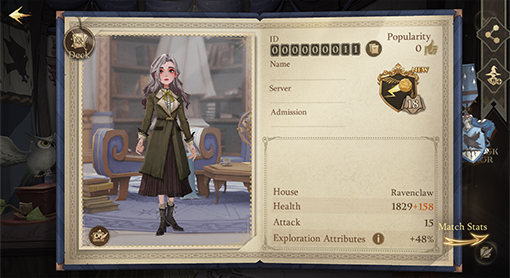 Deck
ID
000000011
Popularity
0
Name
NEW
18
Server
Admission
House Ravenclaw
Health 1829+158
Attack 15
Match Stats
Exploration Attributes +48%